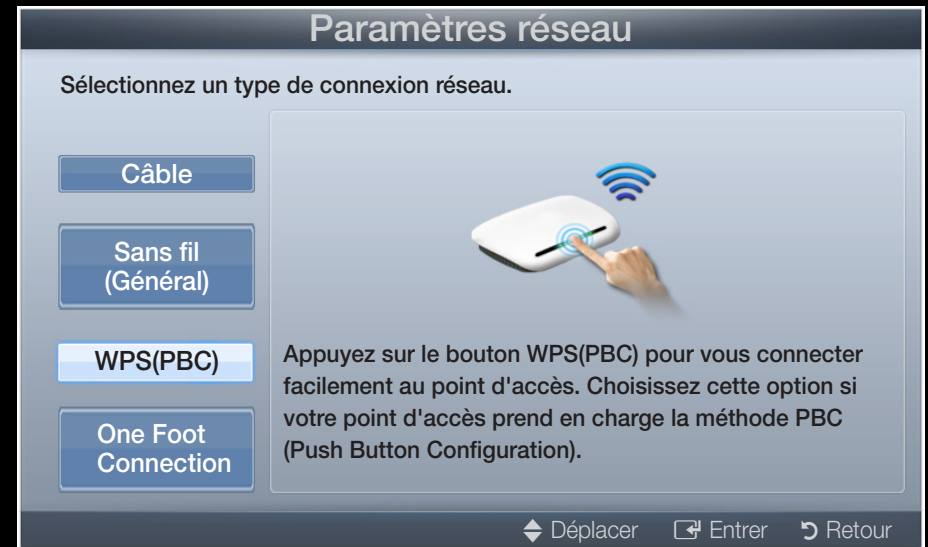 Paramètres réseau
Sélectionnez un type de connexion réseau.
Câble
Sans fil
(Général)
WPS(PBC)
One Foot
Connection
Appuyez sur le bouton WPS(PBC) pour vous connecter
facilement au point d'accès. Choisissez cette option si
votre point d'accès prend en charge la méthode PBC
(Push Button Configuration).
Déplacer Entrer Retour